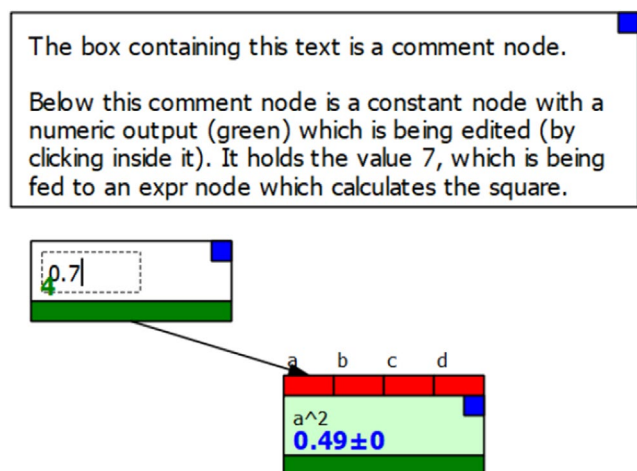 The box containing this text is a comment node.
Below this comment node is a constant node with a
numeric output (green) which is being edited (by
clicking inside it). It holds the value 7, which is being
fed to an expr node which calculates the square.
0.7
4
a b c d
a^2
0.49±0